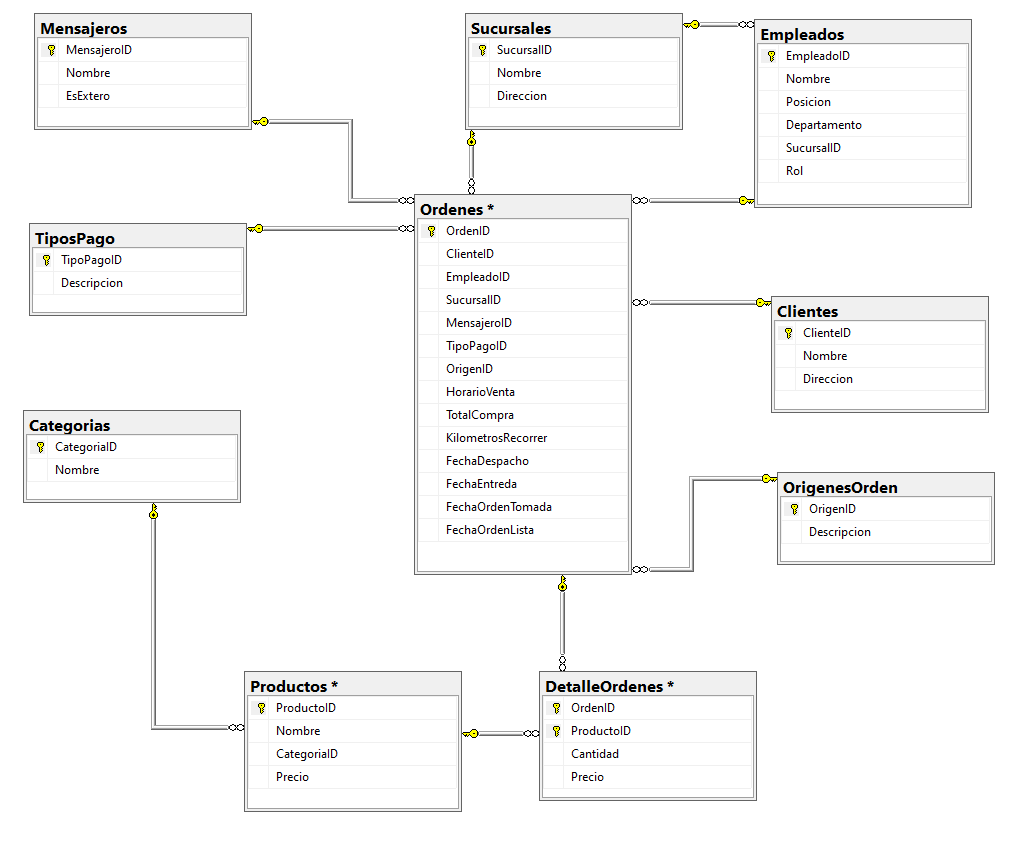 Mensajeros
MensajeroID
Nombre
EsExtero
Sucursales
SucursalID
Nombre
Direccion
Empleados
EmpleadoID
Nombre
Posicion
Departamento
SucursalID
Rol
TiposPago
TipoPagoID
Descripcion
Ordenes *
OrdenID
ClienteID
EmpleadoID
SucursalID
MensajeroID
TipoPagoID
OrigenID
HorarioVenta
TotalCompra
KilometrosRecorrer
FechaDespacho
FechaEntreda
FechaOrdenTomada
FechaOrdenLista
Clientes
ClienteID
Nombre
Direccion
Categorias
CategoriaID
Nombre
OrigenesOrden
OrigenID
Descripcion
Productos *
ProductoID
Nombre
CategoriaID
Precio
DetalleOrdenes *
OrdenID
ProductoID
Cantidad
Precio